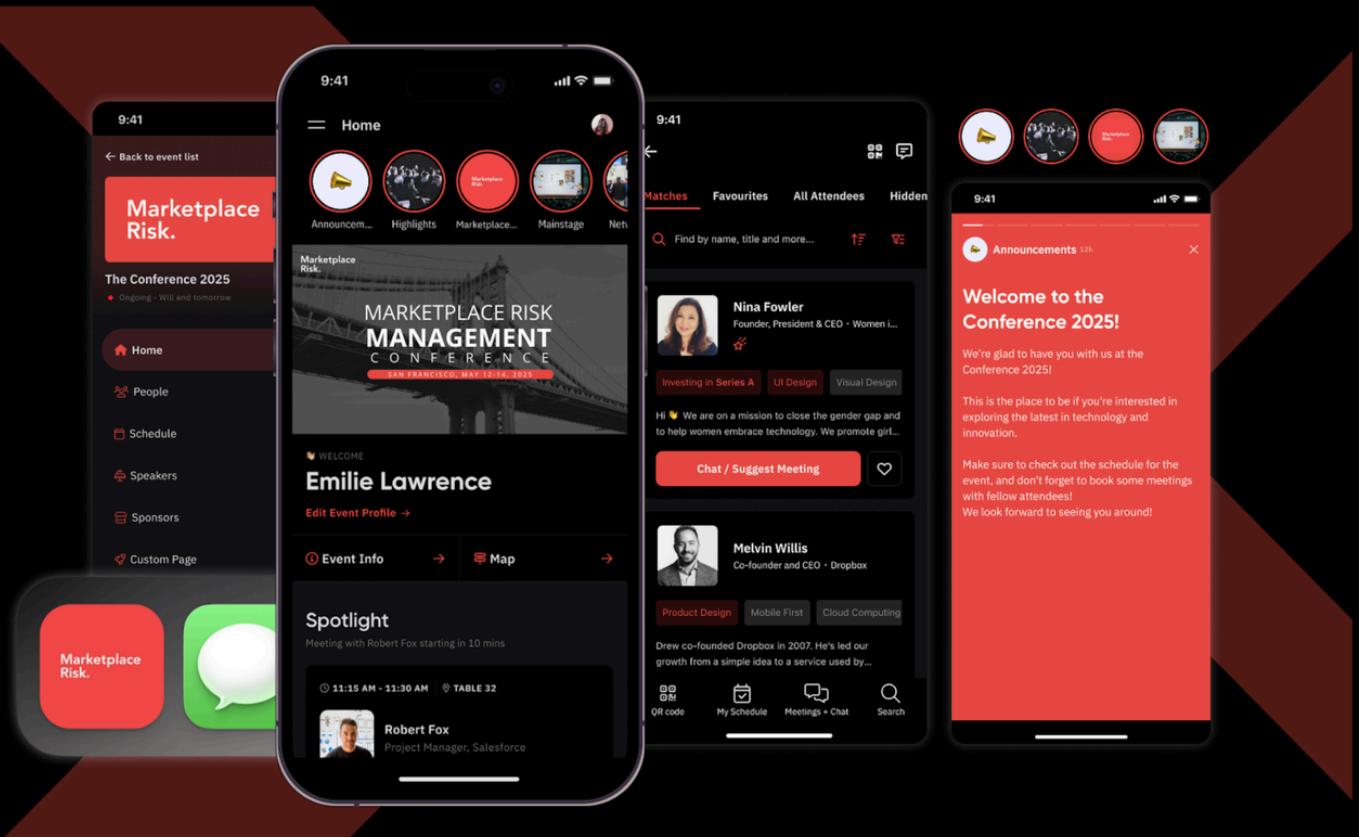 9:41
← Back to event list
Marketplace
Risk.
The Conference 2025
Ongoing - Will end tomorrow
Home
People
Schedule
Speakers
Sponsors
Custom Page
Marketplace
Risk.
9:41
Home
Marketplace
Risk.
Announcem...
Highlights
Marketplace...
Mainstage
Netv
Marketplace
Risk.
MARKETPLACE RISK
MANAGEMENT
CONFERENCE
SAN FRANCISCO, MAY 12-14, 2025
👋 WELCOME
Emilie Lawrence
Edit Event Profile →
Event Info →
Map →
Spotlight
Meeting with Robert Fox starting in 10 mins
11:15 AM - 11:30 AM
TABLE 32
Robert Fox
Project Manager, Salesforce
9:41
Matches
Favourites
All Attendees
Hidden
Find by name, title and more...
Nina Fowler
Founder, President & CEO • Women i...
Investing in Series A
UI Design
Visual Design
Hi 👋 We are on a mission to close the gender gap and
to help women embrace technology. We promote girl...
Chat / Suggest Meeting
Melvin Willis
Co-founder and CEO • Dropbox
Product Design
Mobile First
Cloud Computing
Drew co-founded Dropbox in 2007. He's led our
growth from a simple idea to a service used by...
QR code
My Schedule
Meetings + Chat
Search
Marketplace
Risk.
9:41
Announcements 12h
Welcome to the
Conference 2025!
We're glad to have you with us at the
Conference 2025!
This is the place to be if you're interested in
exploring the latest in technology and
innovation.
Make sure to check out the schedule for the
event, and don't forget to book some meetings
with fellow attendees!
We look forward to seeing you around!